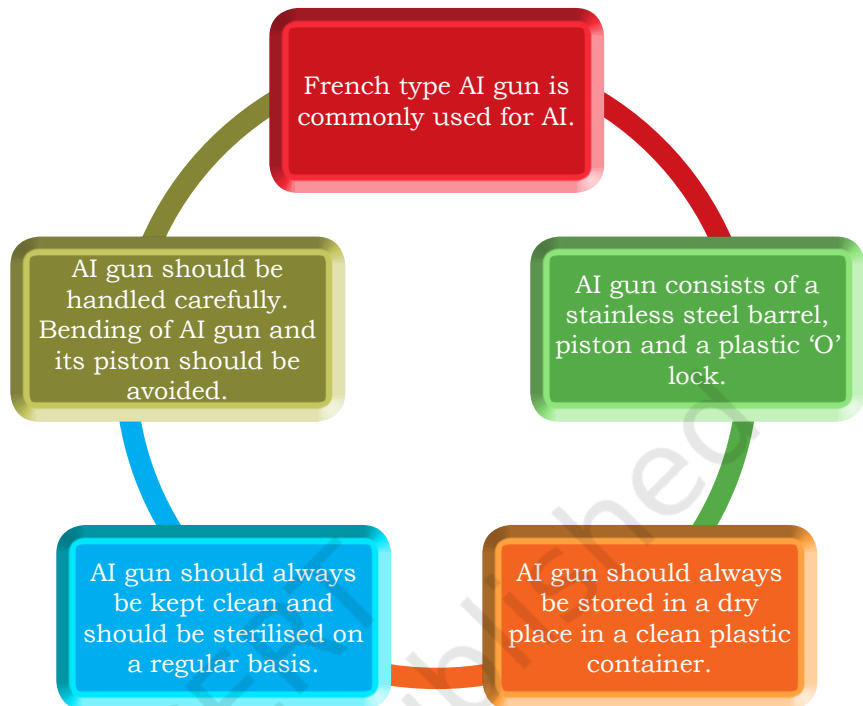 French type AI gun is
commonly used for AI.
AI gun consists of a
stainless steel barrel,
piston and a plastic ‘O’
lock.
AI gun should always
be stored in a dry
place in a clean plastic
container.
AI gun should always
be kept clean and
should be sterilised on
a regular basis.
AI gun should be
handled carefully.
Bending of AI gun and
its piston should be
avoided.